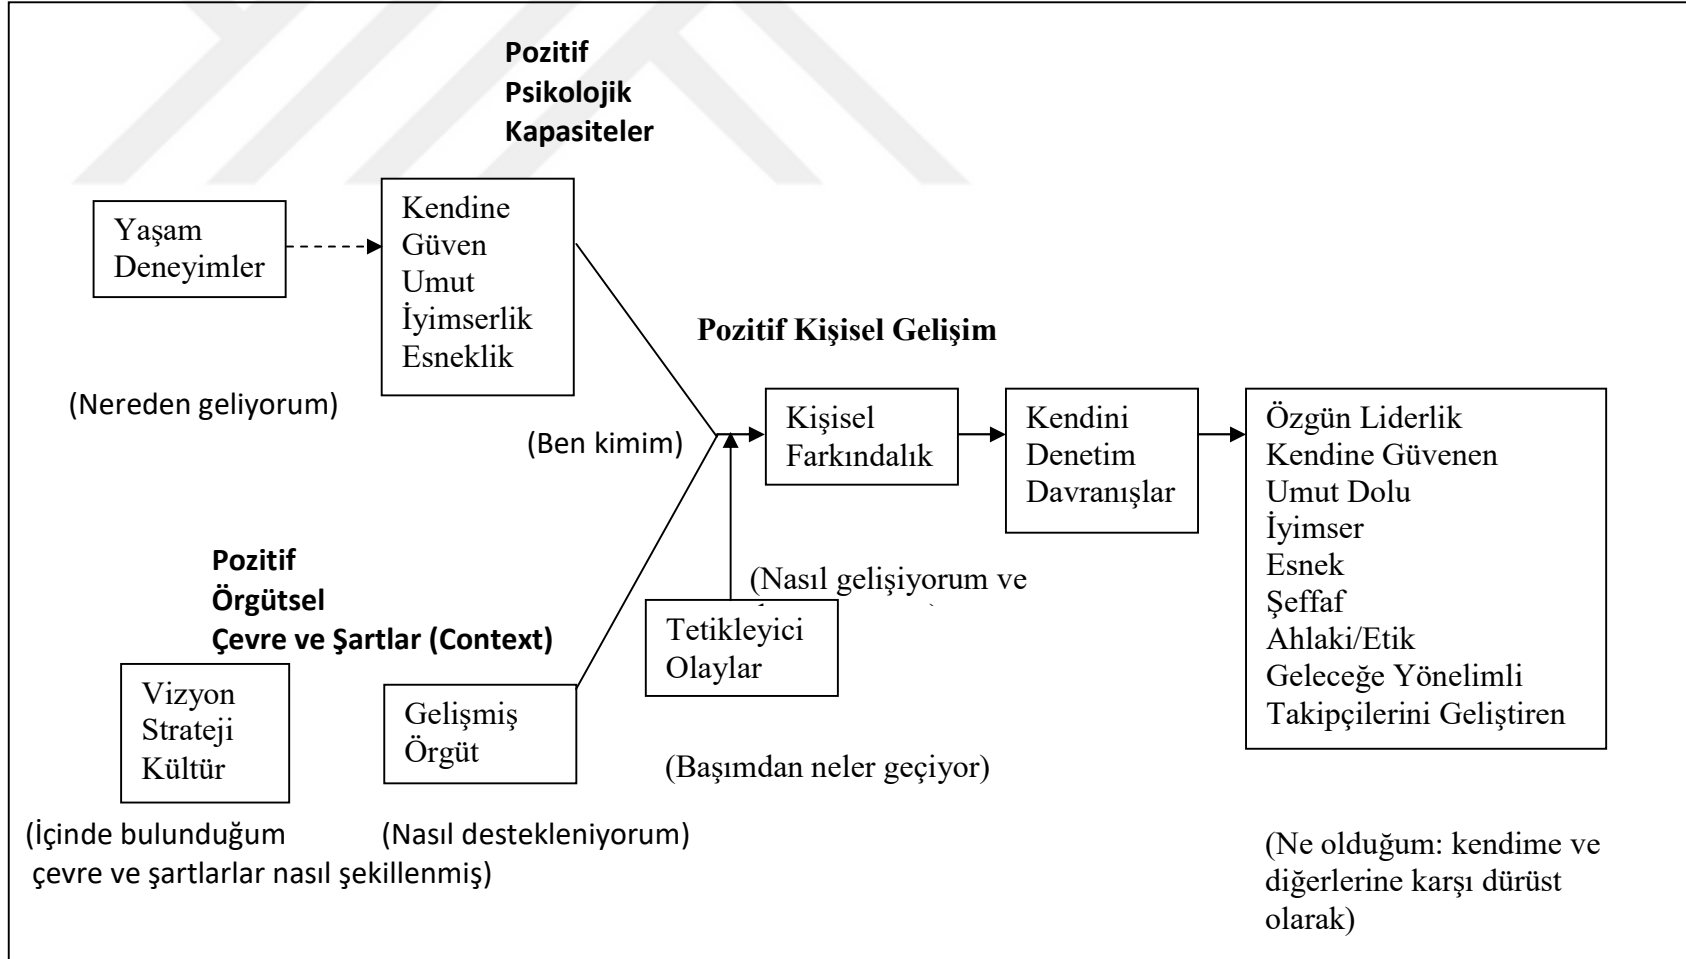 Pozitif
Psikolojik
Kapasiteler
Yaşam
Deneyimler
Kendine
Güven
Umut
İyimserlik
Esneklik
(Nereden geliyorum)
(Ben kimim)
Pozitif Kişisel Gelişim
Kişisel
Farkındalık
Kendini
Denetim
Davranışlar
Özgün Liderlik
Kendine Güvenen
Umut Dolu
İyimser
Esnek
Şeffaf
Ahlaki/Etik
Geleceğe Yönelimli
Takipçilerini Geliştiren
Pozitif
Örgütsel
Çevre ve Şartlar (Context)
(Nasıl gelişiyorum ve
Tetikleyici
Olaylar
Vizyon
Strateji
Kültür
Gelişmiş
Örgüt
(Başımdan neler geçiyor)
(İçinde bulunduğum
çevre ve şartlarlar nasıl şekillenmiş)
(Nasıl destekleniyorum)
(Ne olduğum: kendime ve
diğerlerine karşı dürüst
olarak)